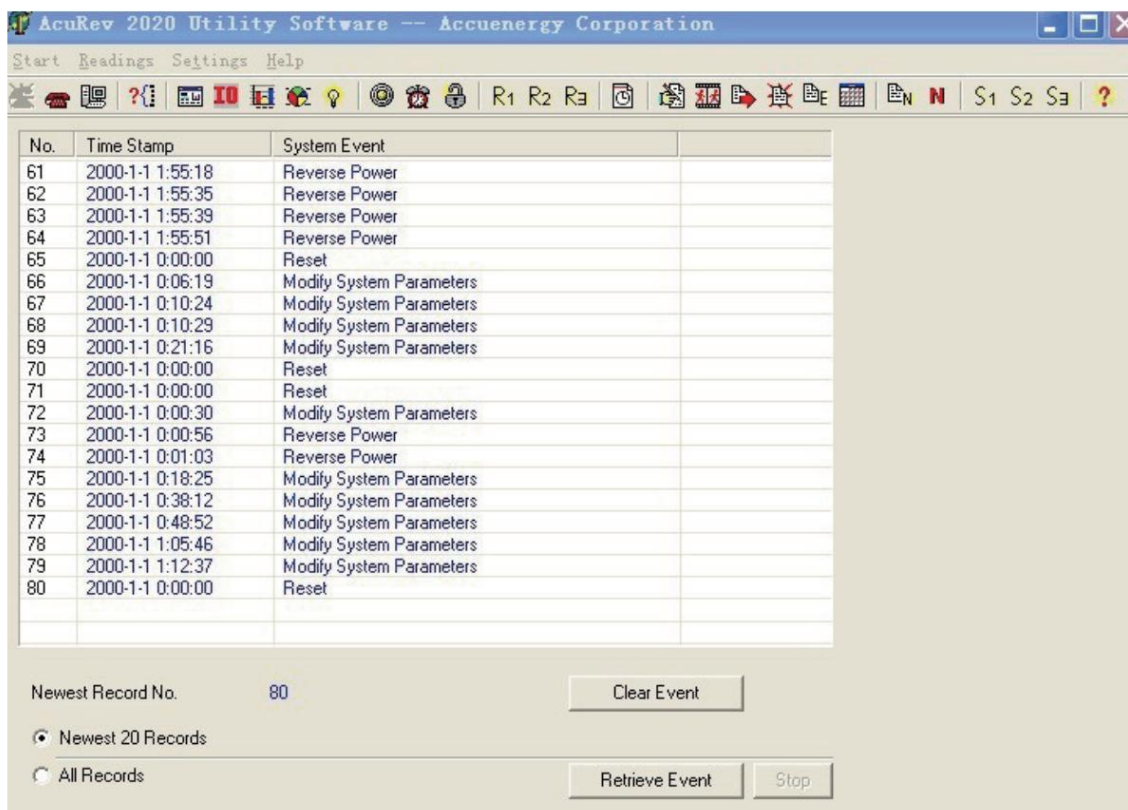 AcuRev 2020 Utility Software -- Accuenergy Corporation
Start Readings Settings Help
?{} IO R1 R2 R3 E N N S1 S2 S3 ?
No. Time Stamp System Event
61 2000-1-1 1:55:18 Reverse Power
62 2000-1-1 1:55:35 Reverse Power
63 2000-1-1 1:55:39 Reverse Power
64 2000-1-1 1:55:51 Reverse Power
65 2000-1-1 0:00:00 Reset
66 2000-1-1 0:06:19 Modify System Parameters
67 2000-1-1 0:10:24 Modify System Parameters
68 2000-1-1 0:10:29 Modify System Parameters
69 2000-1-1 0:21:16 Modify System Parameters
70 2000-1-1 0:00:00 Reset
71 2000-1-1 0:00:00 Reset
72 2000-1-1 0:00:30 Modify System Parameters
73 2000-1-1 0:00:56 Reverse Power
74 2000-1-1 0:01:03 Reverse Power
75 2000-1-1 0:18:25 Modify System Parameters
76 2000-1-1 0:38:12 Modify System Parameters
77 2000-1-1 0:48:52 Modify System Parameters
78 2000-1-1 1:05:46 Modify System Parameters
79 2000-1-1 1:12:37 Modify System Parameters
80 2000-1-1 0:00:00 Reset
Newest Record No. 80 Clear Event
Newest 20 Records
All Records Retrieve Event Stop